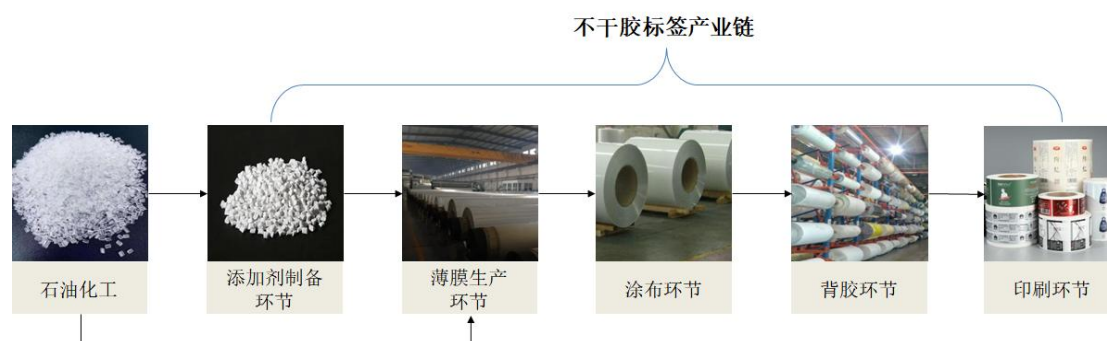 不干胶标签产业链
石油化工
添加剂制备
环节
薄膜生产
环节
涂布环节
背胶环节
印刷环节